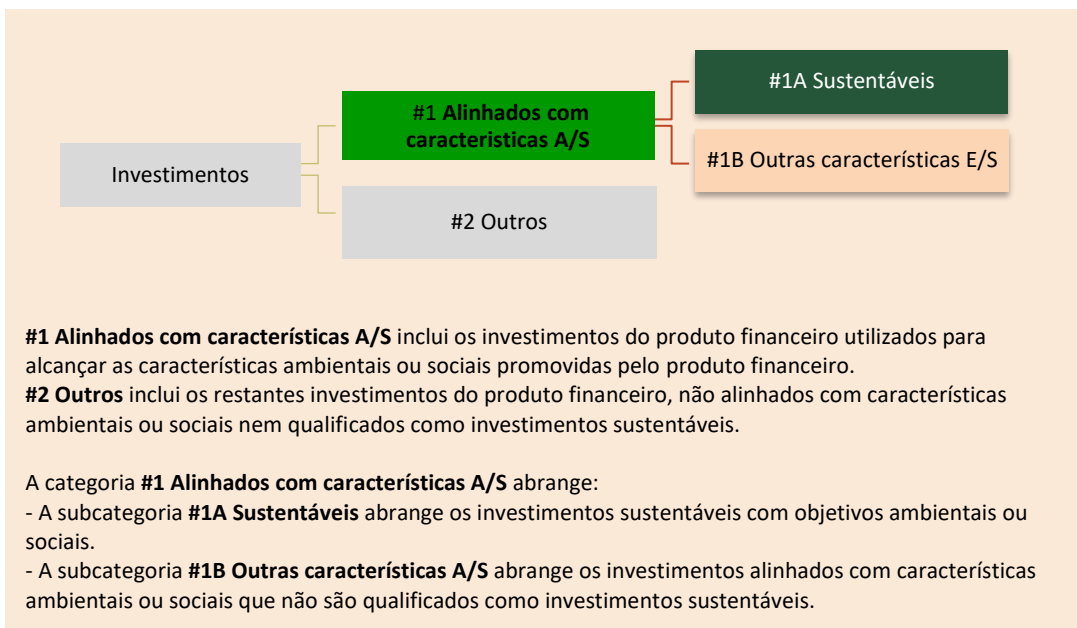 #1A Sustentáveis
#1 Alinhados com
caracteristicas A/S
#1B Outras características E/S
Investimentos
#2 Outros
#1 Alinhados com características A/S inclui os investimentos do produto financeiro utilizados para
alcançar as características ambientais ou sociais promovidas pelo produto financeiro.
#2 Outros inclui os restantes investimentos do produto financeiro, não alinhados com características
ambientais ou sociais nem qualificados como investimentos sustentáveis.
A categoria #1 Alinhados com características A/S abrange:
- A subcategoria #1A Sustentáveis abrange os investimentos sustentáveis com objetivos ambientais ou
sociais.
- A subcategoria #1B Outras características A/S abrange os investimentos alinhados com características
ambientais ou sociais que não são qualificados como investimentos sustentáveis.